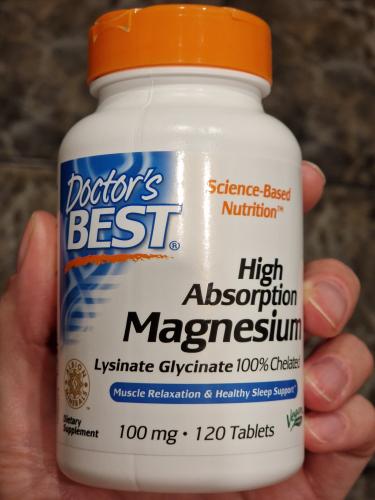 Doctor's
BEST®
Science-Based
Nutrition™
High
Absorption
Magnesium
Lysinate Glycinate 100% Chelated
Muscle Relaxation & Healthy Sleep Support*
Dietary
Supplement
100 mg • 120 Tablets